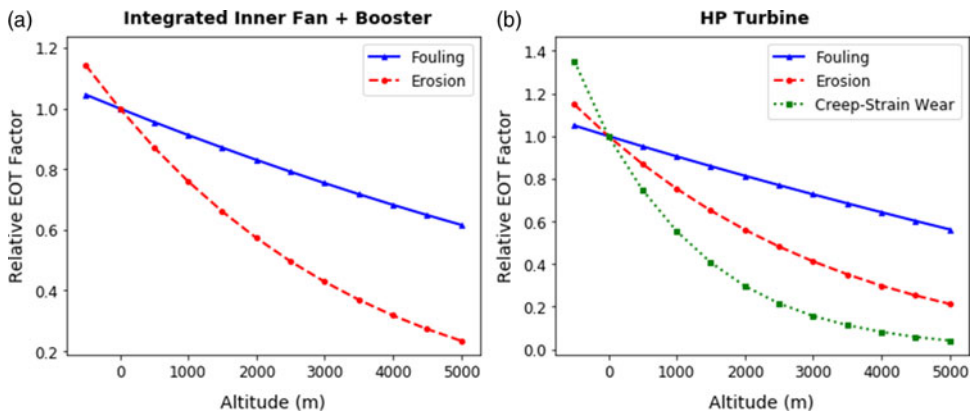 (a)
Integrated Inner Fan + Booster
Relative EOT Factor
1.2
1.0
0.8
0.6
0.4
0.2
Fouling
Erosion
0 1000 2000 3000 4000 5000
Altitude (m)
(b)
HP Turbine
Relative EOT Factor
1.4
1.2
1.0
0.8
0.6
0.4
0.2
0.0
Fouling
Erosion
Creep-Strain Wear
0 1000 2000 3000 4000 5000
Altitude (m)